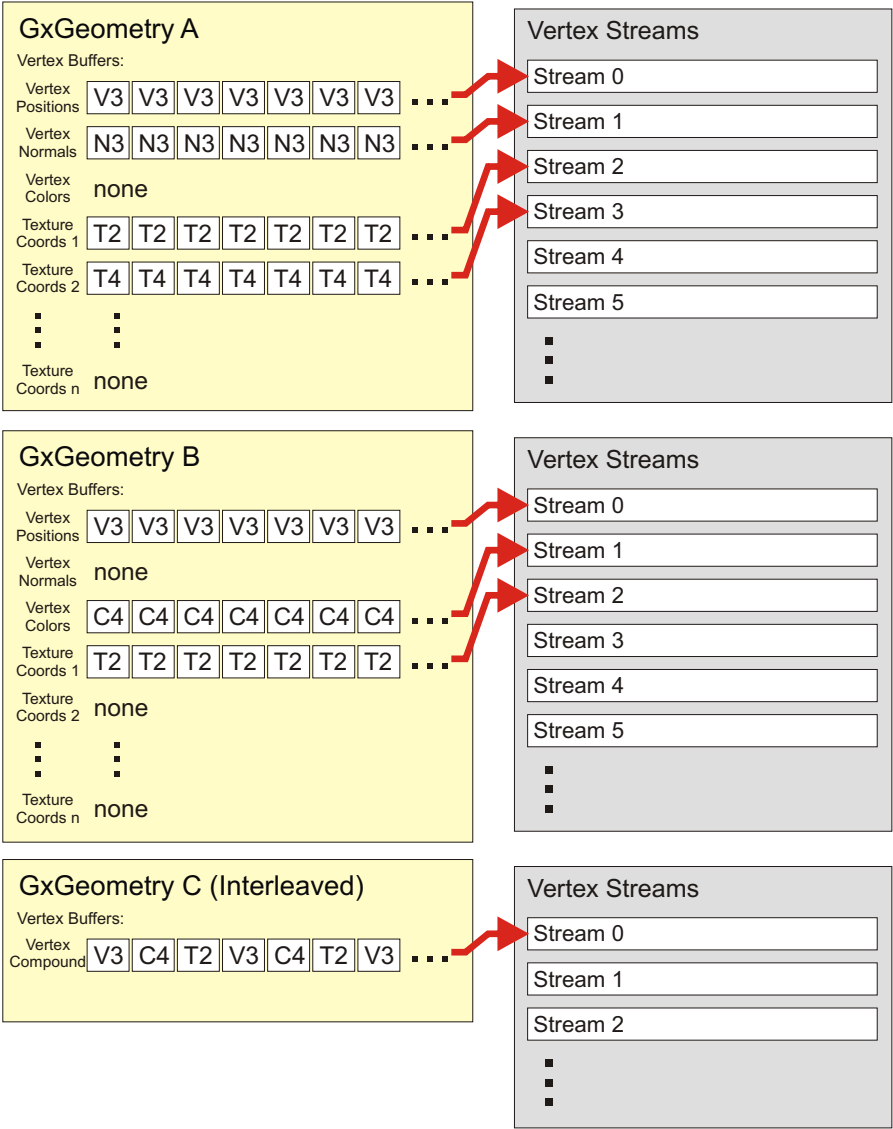 GxGeometry A
Vertex Buffers:
Vertex
Positions
V3 V3 V3 V3 V3 V3 V3 ...
Vertex
Normals
N3 N3 N3 N3 N3 N3 N3 ...
Vertex
Colors
none
Texture
Coords 1
T2 T2 T2 T2 T2 T2 T2 ...
Texture
Coords 2
T4 T4 T4 T4 T4 T4 T4 ...
Texture
Coords n
none
Vertex Streams
Stream 0
Stream 1
Stream 2
Stream 3
Stream 4
Stream 5
GxGeometry B
Vertex Buffers:
Vertex
Positions
V3 V3 V3 V3 V3 V3 V3 ...
Vertex
Normals
none
Vertex
Colors
C4 C4 C4 C4 C4 C4 C4 ...
Texture
Coords 1
T2 T2 T2 T2 T2 T2 T2 ...
Texture
Coords 2
none
Texture
Coords n
none
Vertex Streams
Stream 0
Stream 1
Stream 2
Stream 3
Stream 4
Stream 5
GxGeometry C (Interleaved)
Vertex Buffers:
Vertex
Compound
V3 C4 T2 V3 C4 T2 V3 ...
Vertex Streams
Stream 0
Stream 1
Stream 2